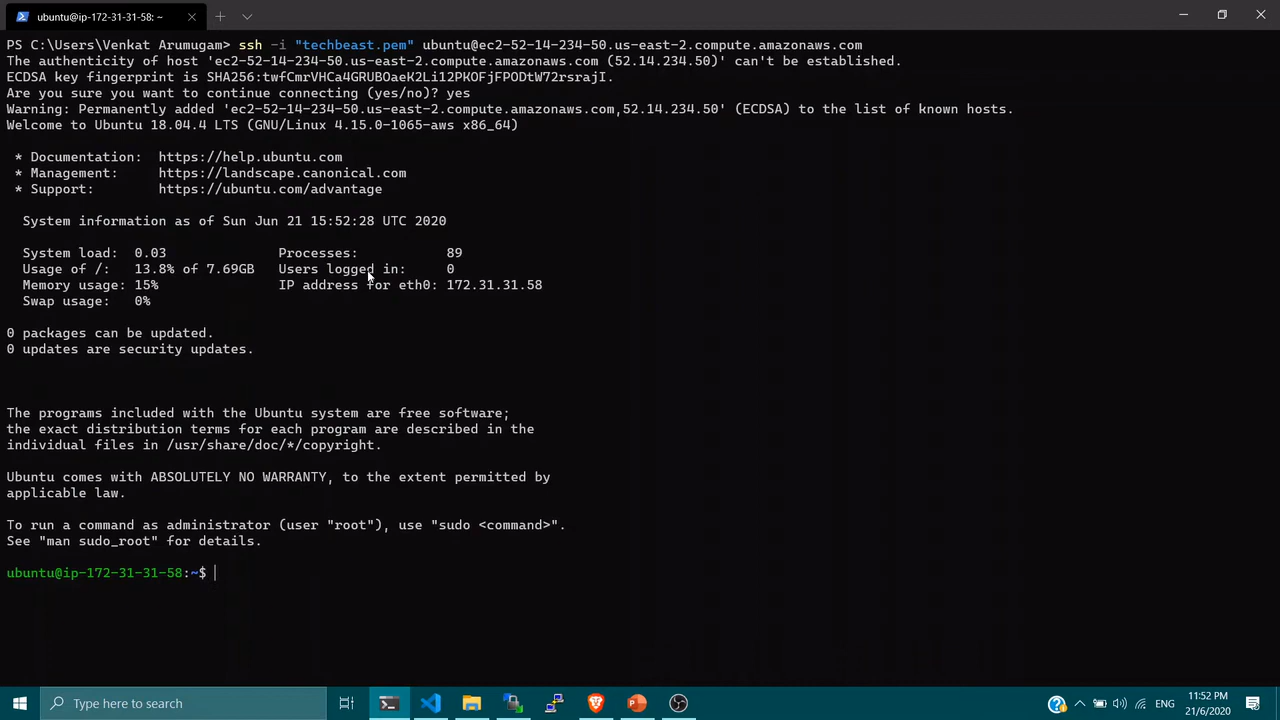 ubuntu@ip-172-31-31-58: ~
PS C:\Users\Venkat Arumugam> ssh -i "techbeast.pem" ubuntu@ec2-52-14-234-50.us-east-2.compute.amazonaws.com
The authenticity of host 'ec2-52-14-234-50.us-east-2.compute.amazonaws.com (52.14.234.50)' can't be established.
ECDSA key fingerprint is SHA256:twfCmrVHCa4GRUBOaeK2Li12PKOFjFPODtW72rsrajI.
Are you sure you want to continue connecting (yes/no)? yes
Warning: Permanently added 'ec2-52-14-234-50.us-east-2.compute.amazonaws.com,52.14.234.50' (ECDSA) to the list of known hosts.
Welcome to Ubuntu 18.04.4 LTS (GNU/Linux 4.15.0-1065-aws x86_64)
* Documentation: https://help.ubuntu.com
* Management: https://landscape.canonical.com
* Support: https://ubuntu.com/advantage
System information as of Sun Jun 21 15:52:28 UTC 2020
System load: 0.03 Processes: 89
Usage of /: 13.8% of 7.69GB Users logged in: 0
Memory usage: 15% IP address for eth0: 172.31.31.58
Swap usage: 0%
0 packages can be updated.
0 updates are security updates.
The programs included with the Ubuntu system are free software;
the exact distribution terms for each program are described in the
individual files in /usr/share/doc/*/copyright.
Ubuntu comes with ABSOLUTELY NO WARRANTY, to the extent permitted by
applicable law.
To run a command as administrator (user "root"), use "sudo <command>".
See "man sudo_root" for details.
ubuntu@ip-172-31-31-58:~$
Type here to search
ENG
11:52 PM
21/6/2020